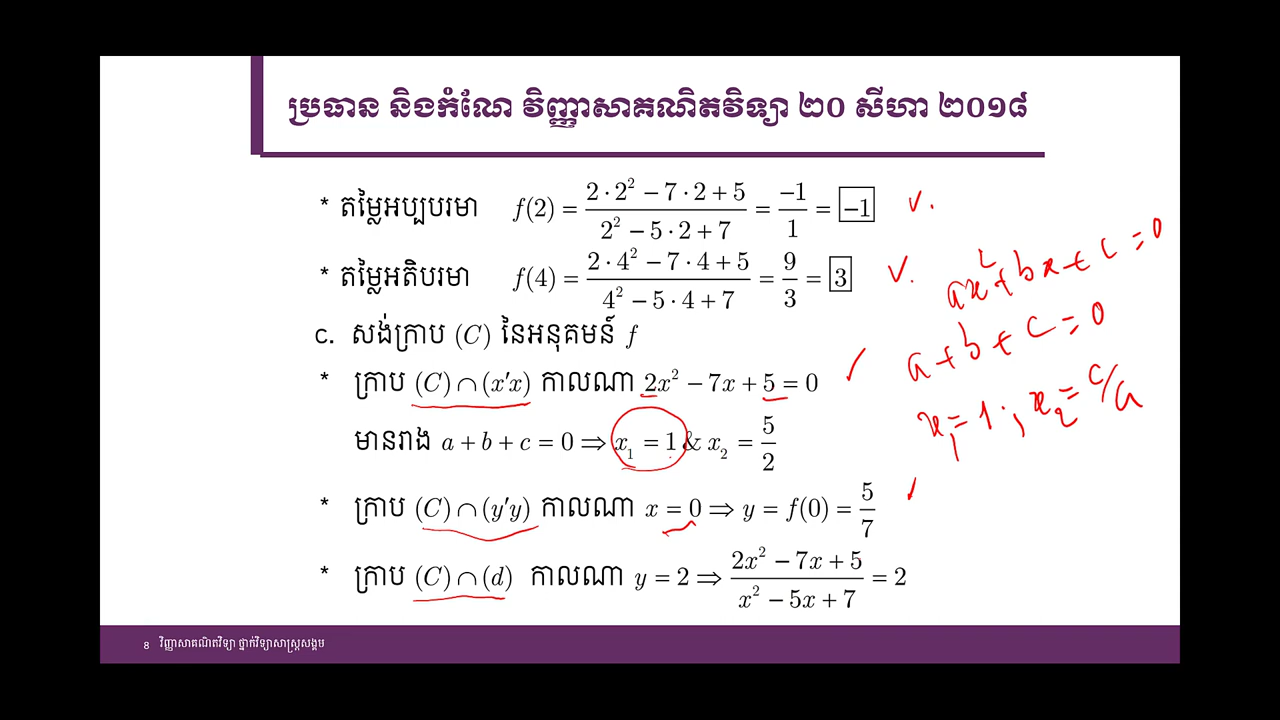 ប្រធាន និងកំណែ វិញ្ញាសាគណិតវិទ្យា ២០ សីហា ២០១៨
* តម្លៃអប្បបរមា f(2) = (2·2² − 7·2 + 5)/(2² − 5·2 + 7) = −1/1 = −1
* តម្លៃអតិបរមា f(4) = (2·4² − 7·4 + 5)/(4² − 5·4 + 7) = 9/3 = 3
c. សង់ក្រាប (C) នៃអនុគមន៍ f
* ក្រាប (C) ∩ (x′x) កាលណា 2x² − 7x + 5 = 0
មានរាង a + b + c = 0 ⇒ x₁ = 1 & x₂ = 5/2
* ក្រាប (C) ∩ (y′y) កាលណា x = 0 ⇒ y = f(0) = 5/7
* ក្រាប (C) ∩ (d) កាលណា y = 2 ⇒ (2x² − 7x + 5)/(x² − 5x + 7) = 2
ax² + bx + c = 0
a + b + c = 0
x₁ = 1 ; x₂ = c/a
8 វិញ្ញាសាគណិតវិទ្យា ថ្នាក់វិទ្យាសាស្ត្រសង្គម